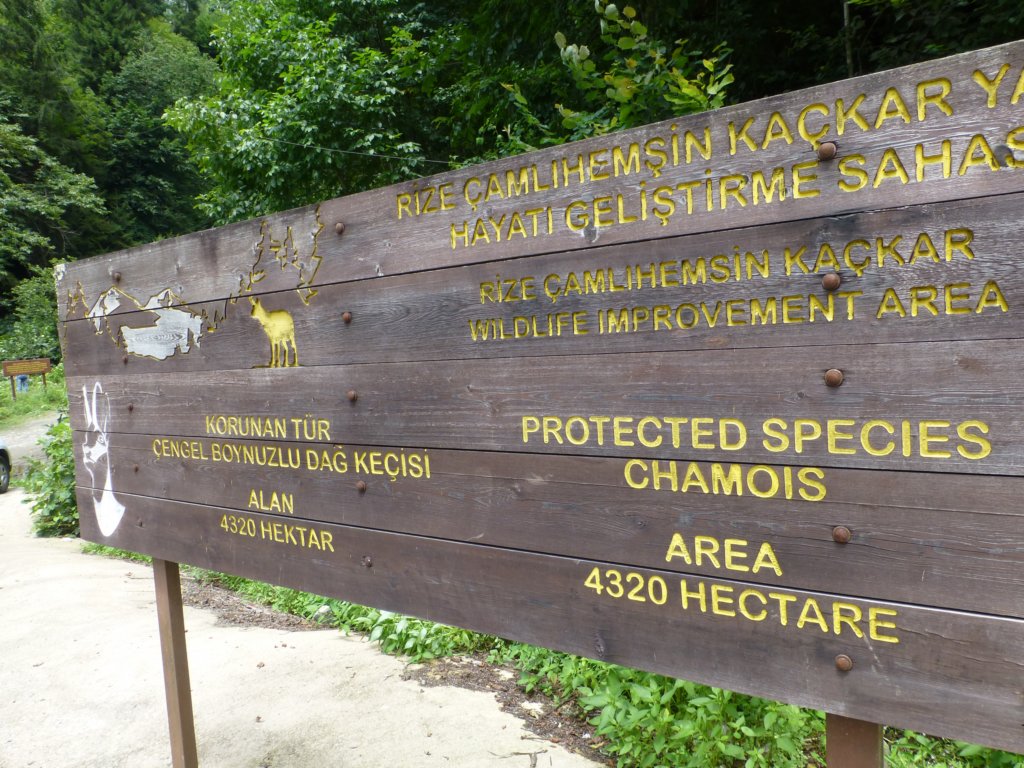 RİZE ÇAMLIHEMŞİN KAÇKAR
HAYATI GELİŞTİRME SAHAS
RİZE ÇAMLIHEMSİN KAÇKAR
WILDLIFE IMPROVEMENT AREA
KORUNAN TÜR
ÇENGEL BOYNUZLU DAĞ KEÇİSİ
ALAN
4320 HEKTAR
PROTECTED SPECIES
CHAMOIS
AREA
4320 HECTARE